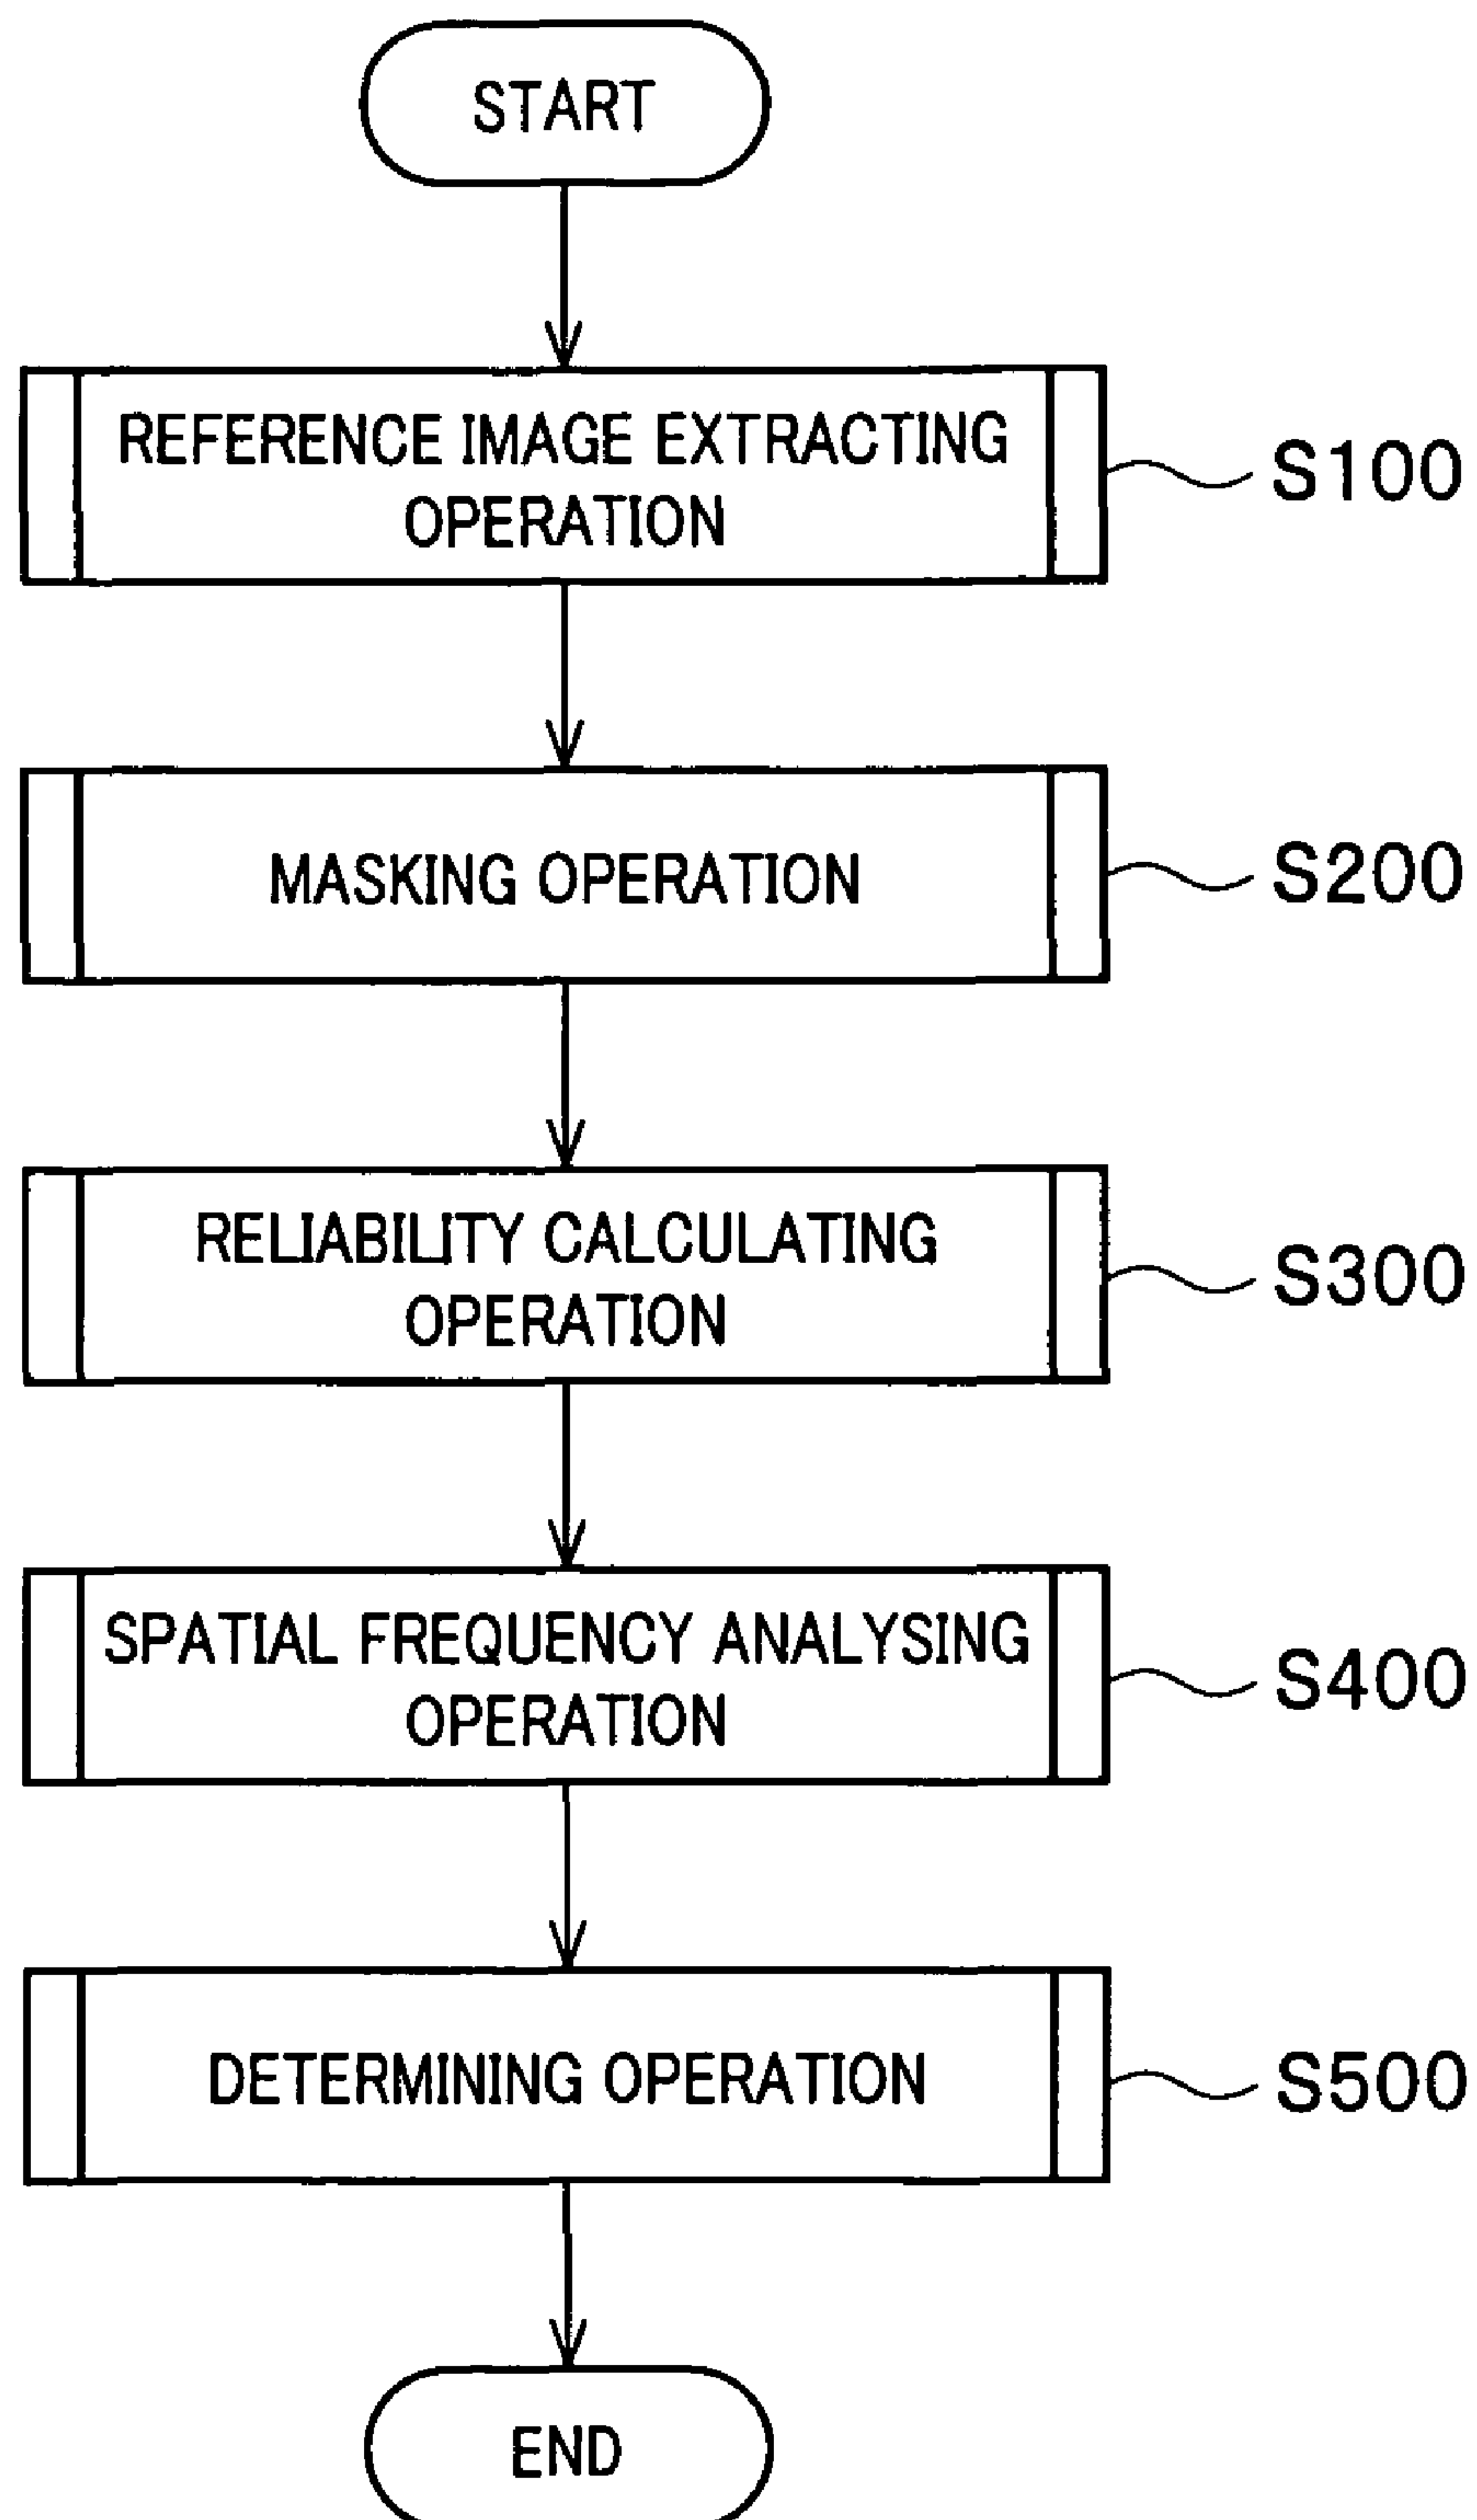 START
REFERENCE IMAGE EXTRACTING
OPERATION
S100
MASKING OPERATION
S200
RELIABILITY CALCULATING
OPERATION
S300
SPATIAL FREQUENCY ANALYSING
OPERATION
S400
DETERMINING OPERATION
S500
END